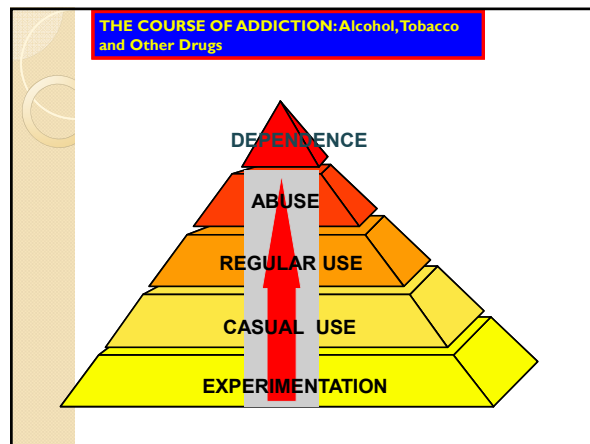 THE COURSE OF ADDICTION: Alcohol, Tobacco
and Other Drugs
DEPENDENCE
ABUSE
REGULAR USE
CASUAL USE
EXPERIMENTATION